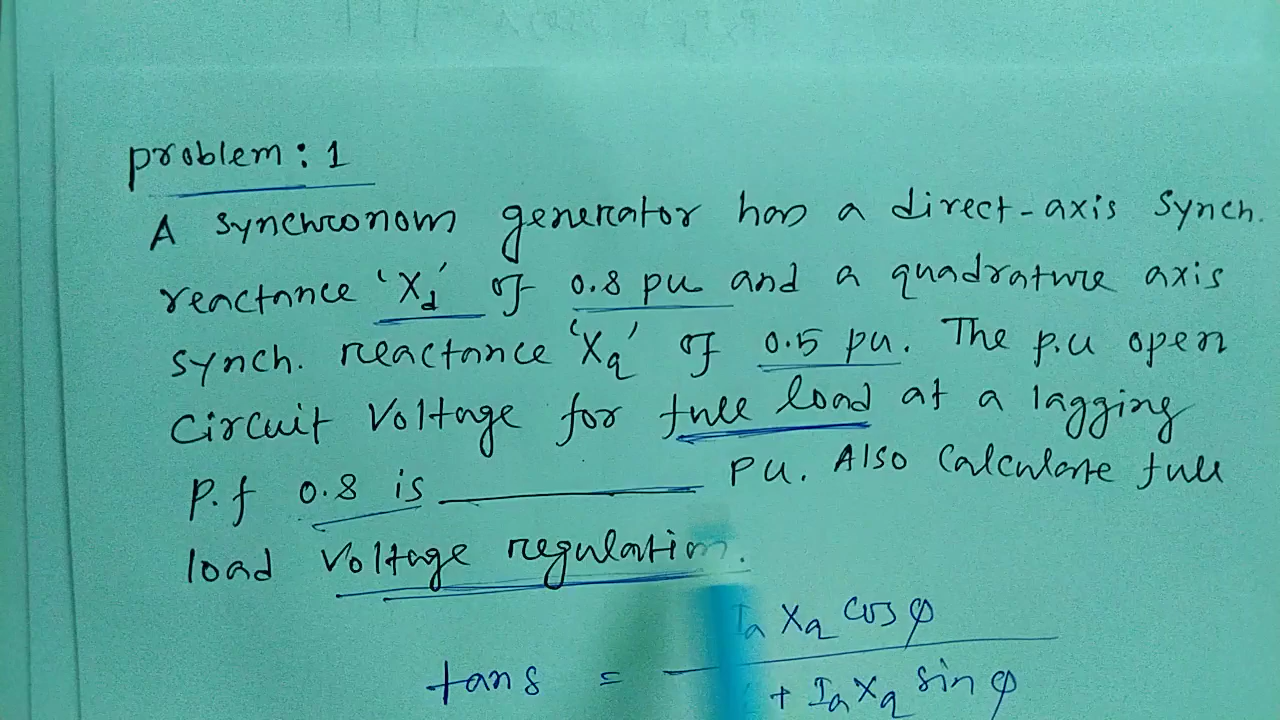 problem: 1
A synchronous generator has a direct-axis synch.
reactance 'Xd' of 0.8 pu and a quadrature axis
synch. reactance 'Xq' of 0.5 pu. The p.u open
circuit voltage for full load at a lagging
P.f 0.8 is ________ PU. Also calculate full
load voltage regulation.
Ia Xq cos φ
tan δ = + Ia Xq sin φ